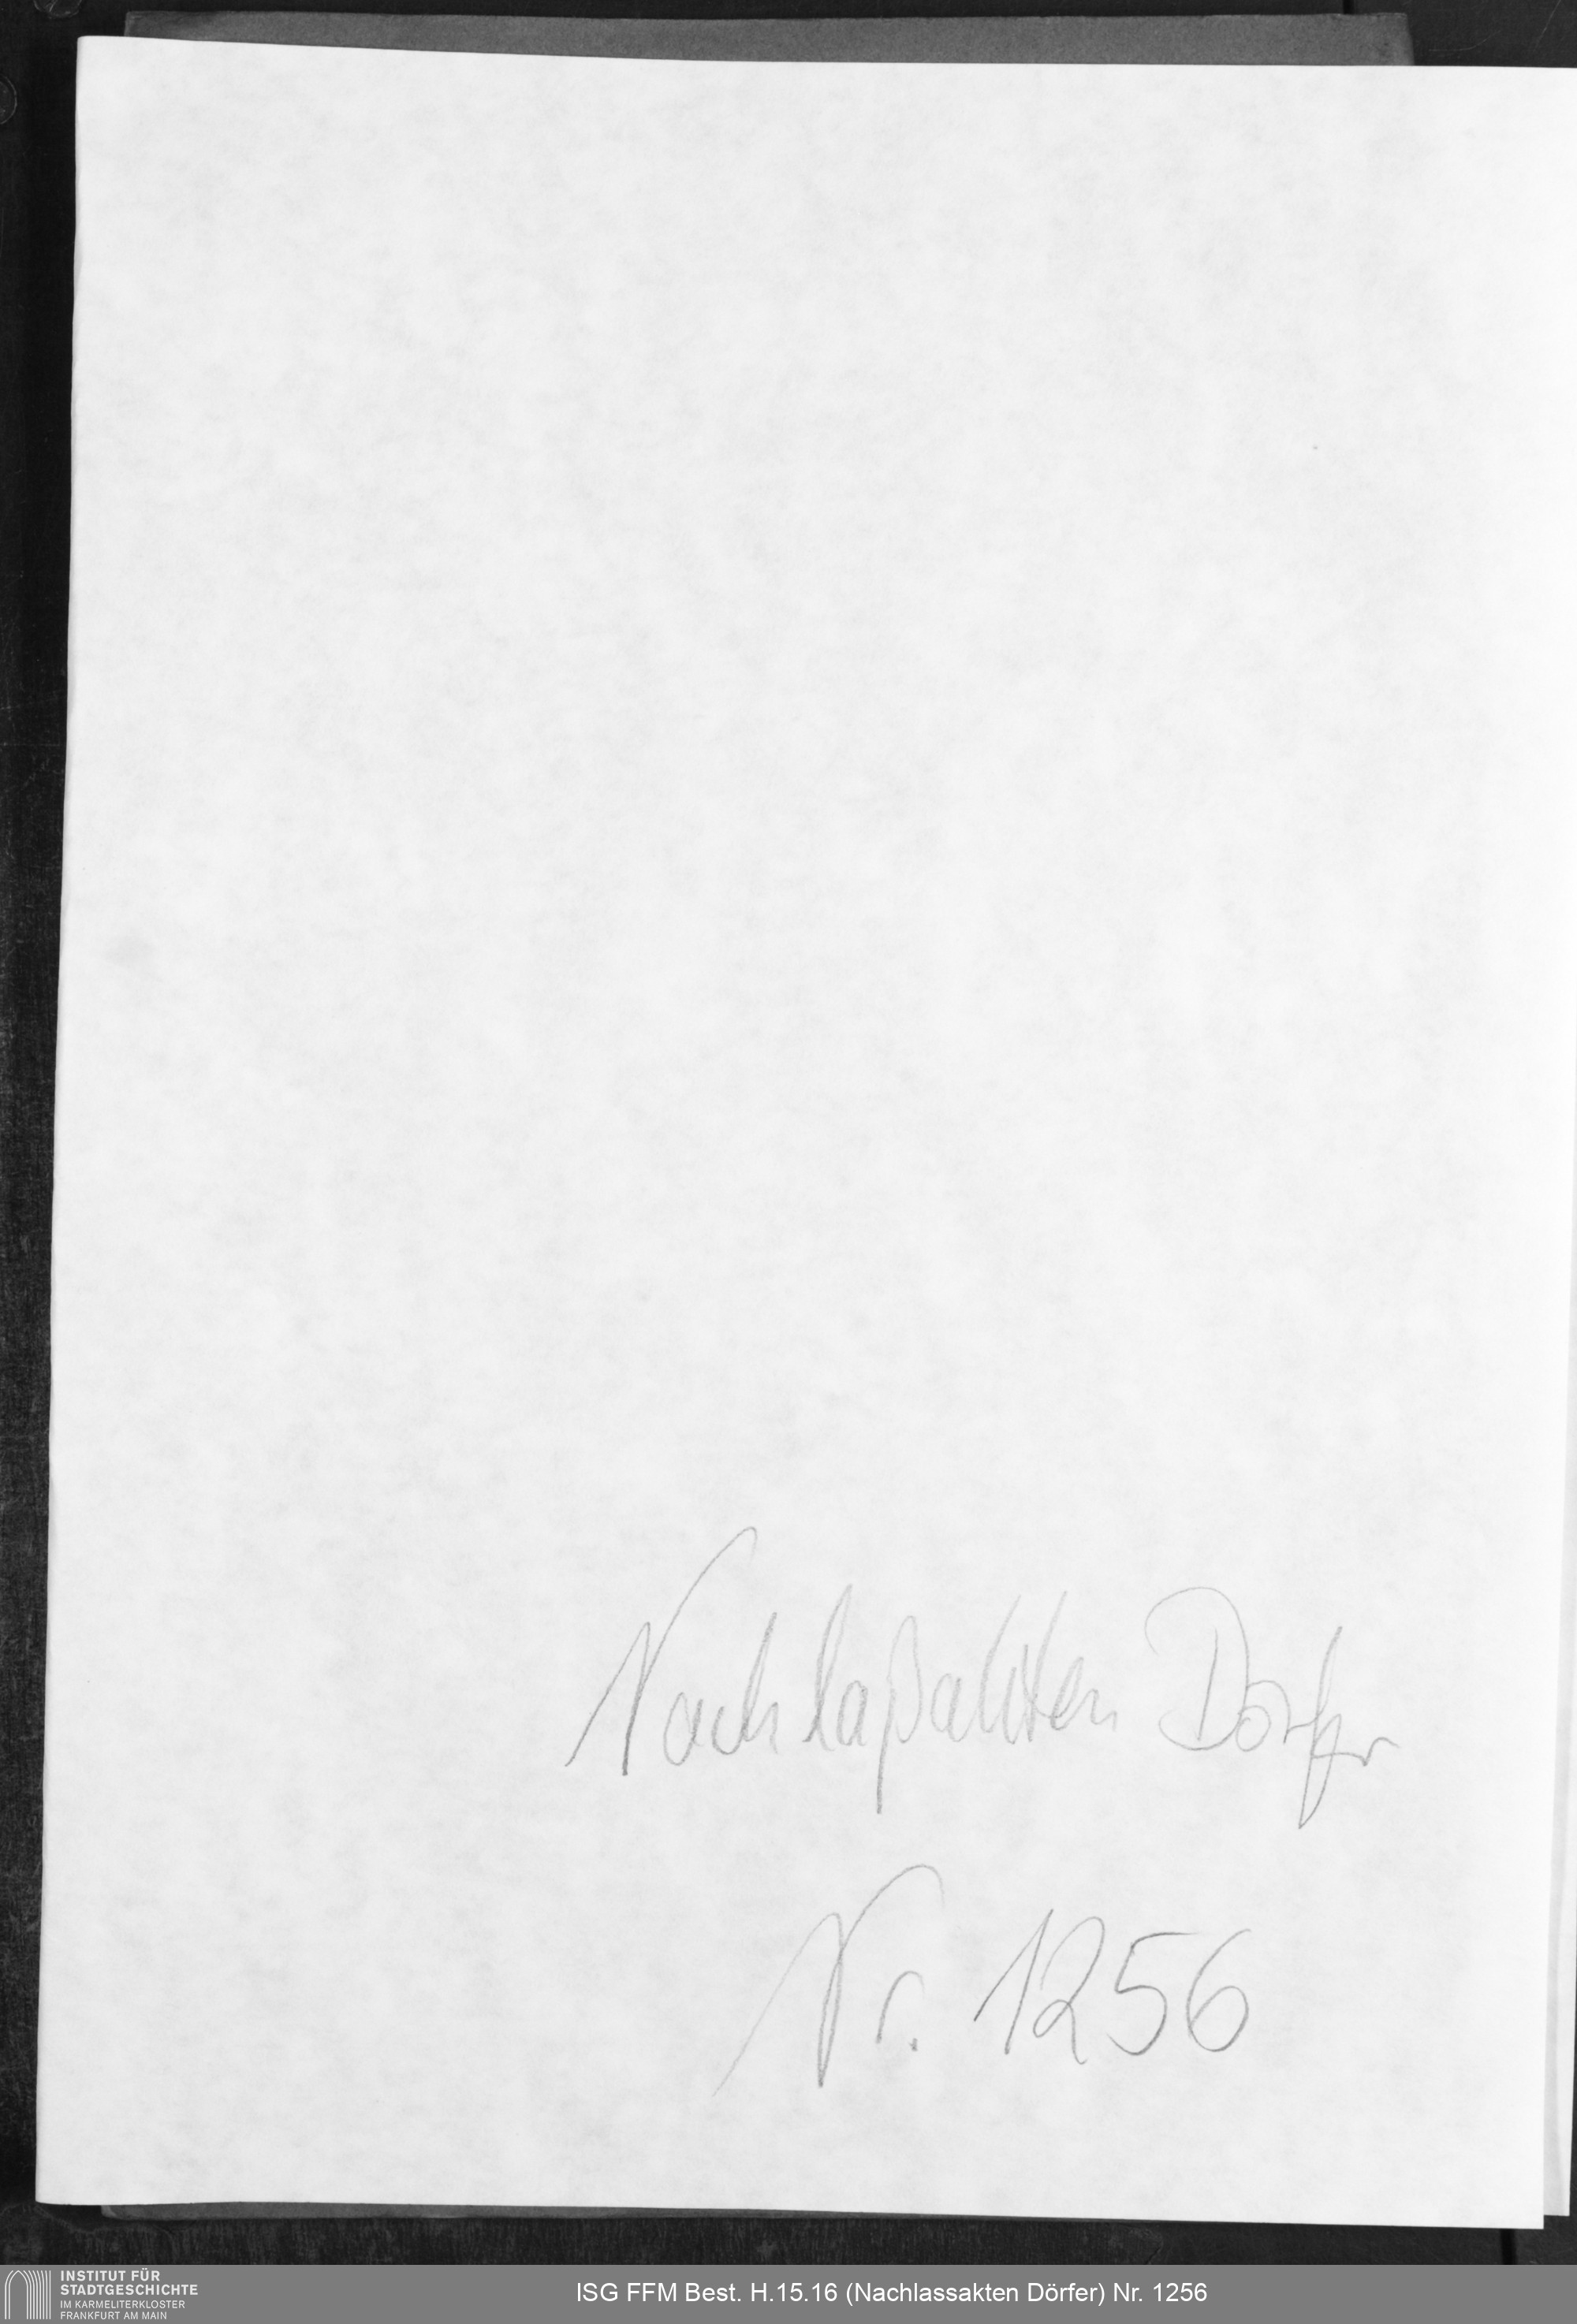 Nachlaßakten Dörfer
Nr. 1256
INSTITUT FÜR
STADTGESCHICHTE
IM KARMELITERKLOSTER
FRANKFURT AM MAIN
ISG FFM Best. H.15.16 (Nachlassakten Dörfer) Nr. 1256